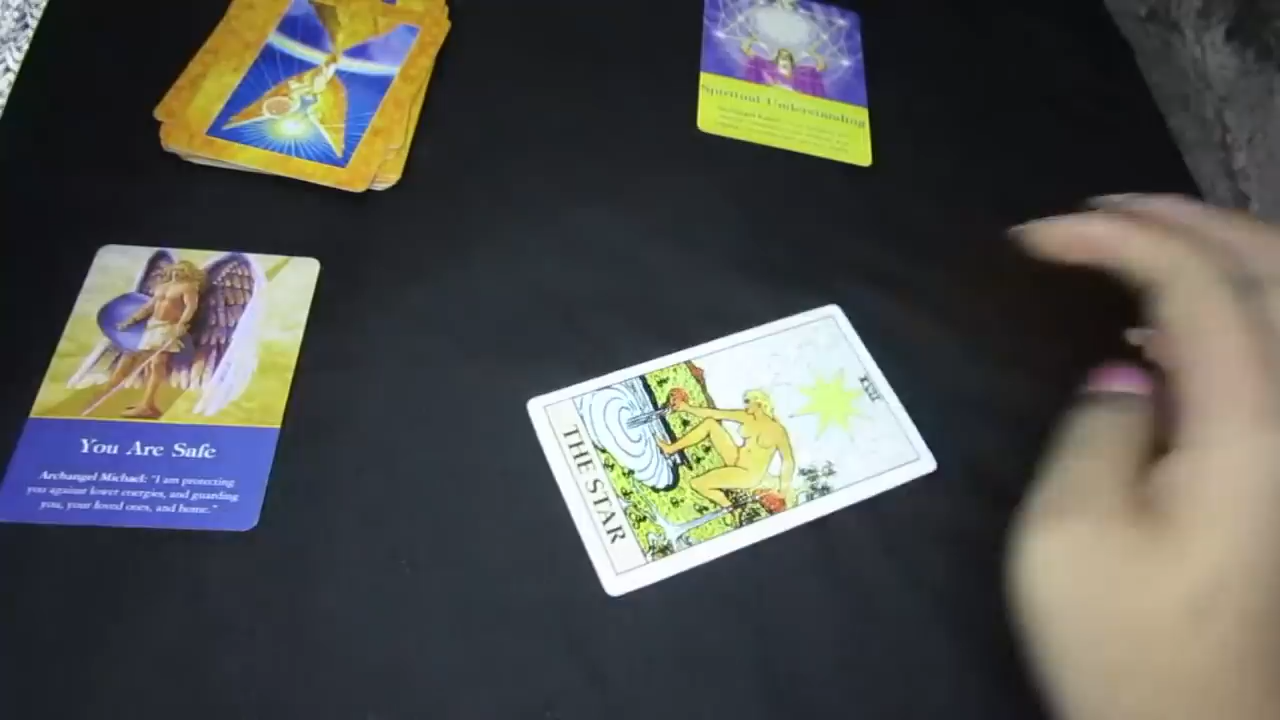 Spiritual Understanding
You Are Safe
Archangel Michael: "I am protecting
you against lower energies, and guarding
you, your loved ones, and home."
XVII
THE STAR